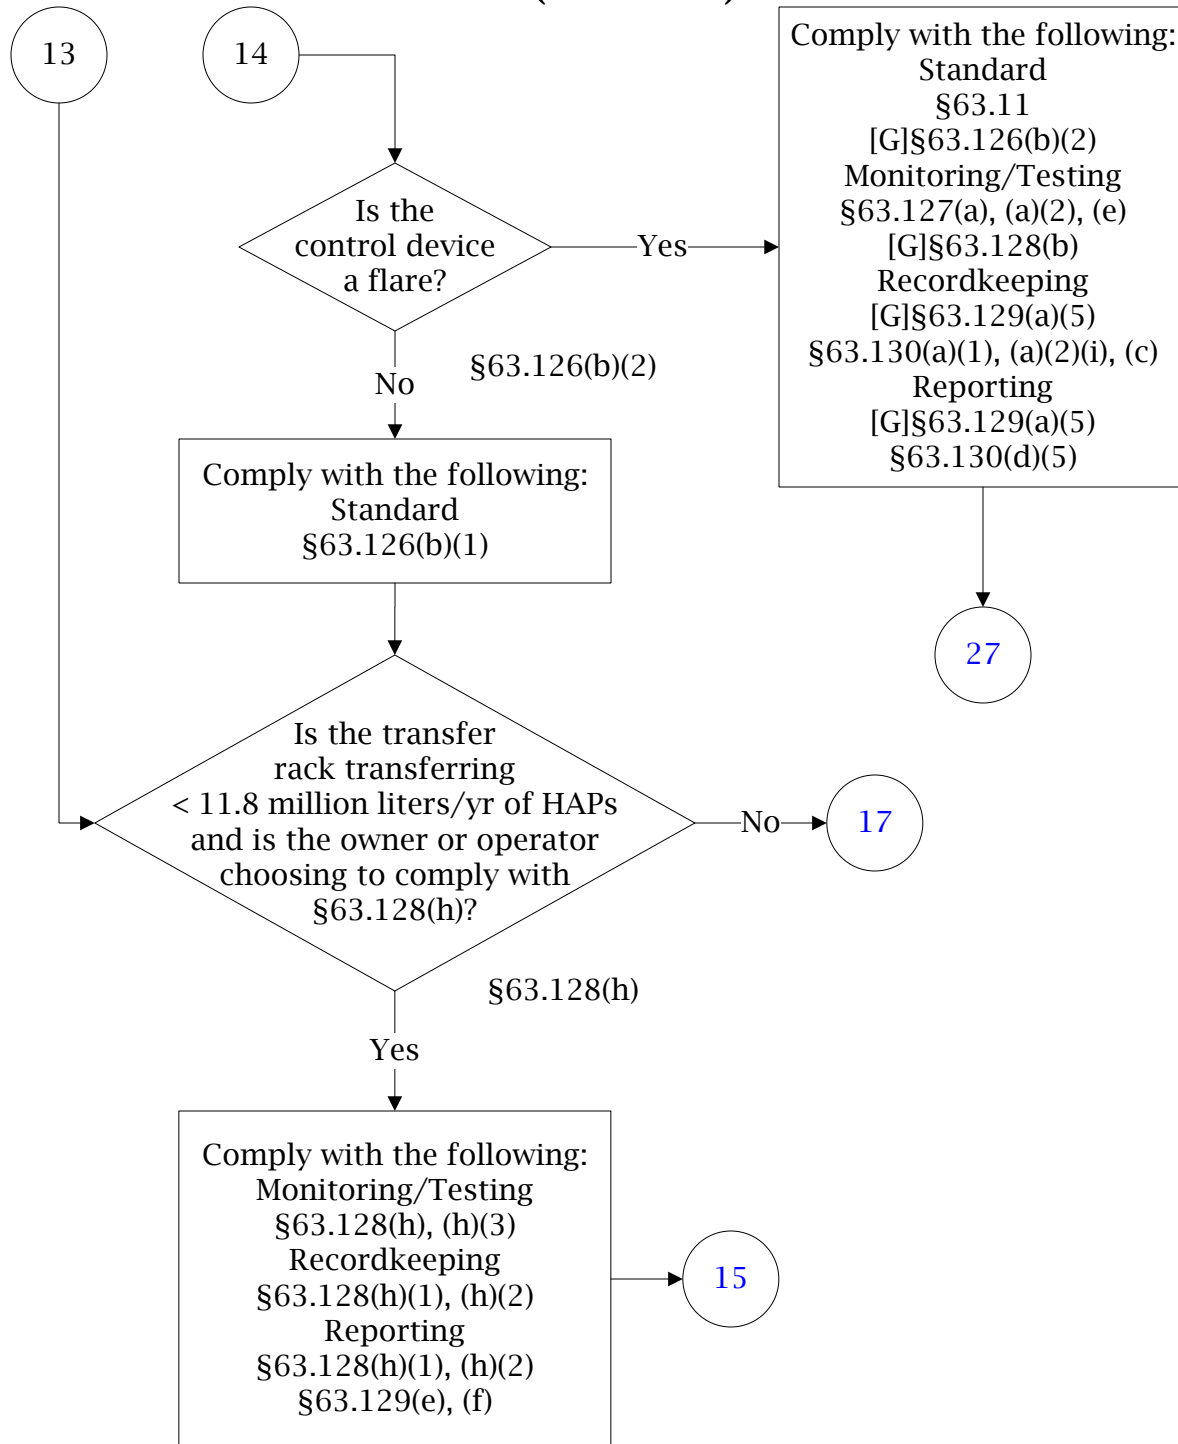 13
14
Comply with the following:
Standard
§63.11
[G]§63.126(b)(2)
Monitoring/Testing
§63.127(a), (a)(2), (e)
[G]§63.128(b)
Recordkeeping
[G]§63.129(a)(5)
§63.130(a)(1), (a)(2)(i), (c)
Reporting
[G]§63.129(a)(5)
§63.130(d)(5)
Is the
control device
a flare?
Yes
§63.126(b)(2)
No
Comply with the following:
Standard
§63.126(b)(1)
27
Is the transfer
rack transferring
< 11.8 million liters/yr of HAPs
and is the owner or operator
choosing to comply with
§63.128(h)?
No
17
§63.128(h)
Yes
Comply with the following:
Monitoring/Testing
§63.128(h), (h)(3)
Recordkeeping
§63.128(h)(1), (h)(2)
Reporting
§63.128(h)(1), (h)(2)
§63.129(e), (f)
15